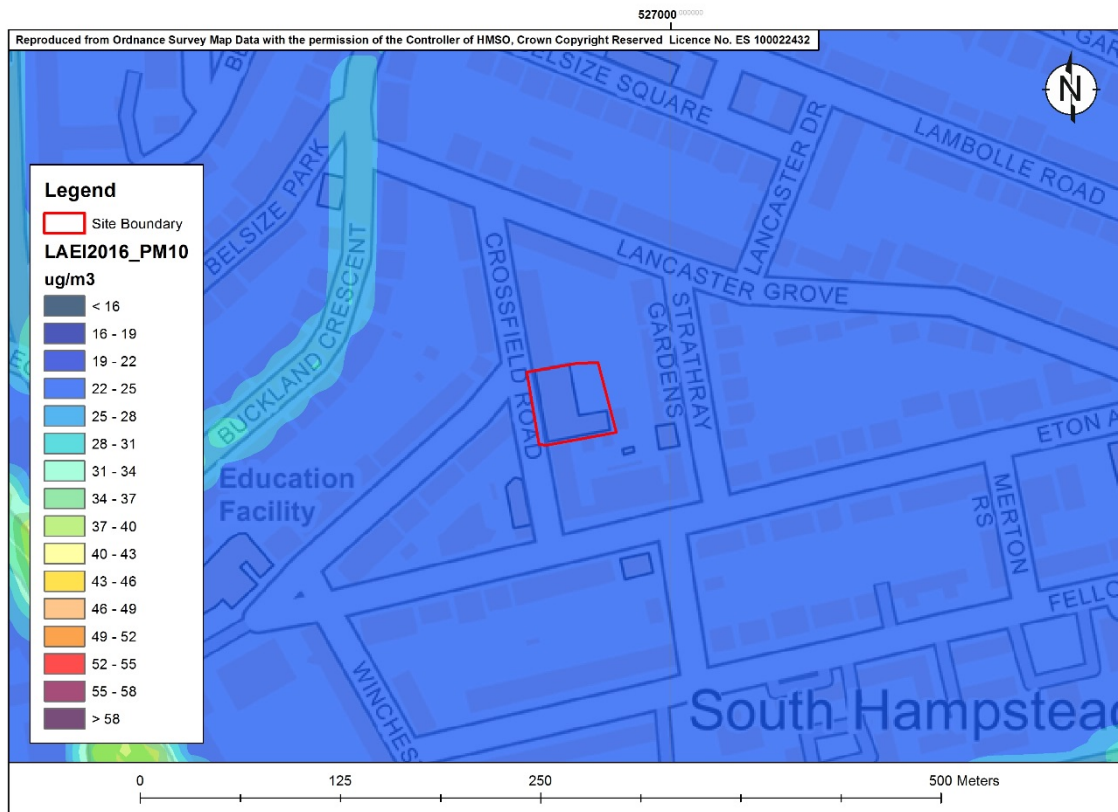 527000
Reproduced from Ordnance Survey Map Data with the permission of the Controller of HMSO, Crown Copyright Reserved Licence No. ES 100022432
N
BELSIZE SQUARE
LAMBOLLE ROAD
LANCASTER DR
BELSIZE PARK
LANCASTER GROVE
CROSSFIELD ROAD
STRATHRAY
GARDENS
BUCKLAND CRESCENT
Legend
Site Boundary
LAEI2016_PM10
ug/m3
< 16
16 - 19
19 - 22
22 - 25
25 - 28
28 - 31
31 - 34
34 - 37
37 - 40
40 - 43
43 - 46
46 - 49
49 - 52
52 - 55
55 - 58
> 58
Education
Facility
ETON A
MERTON
RS
FELLO
WINCHES
South Hampstead
0 125 250 500 Meters